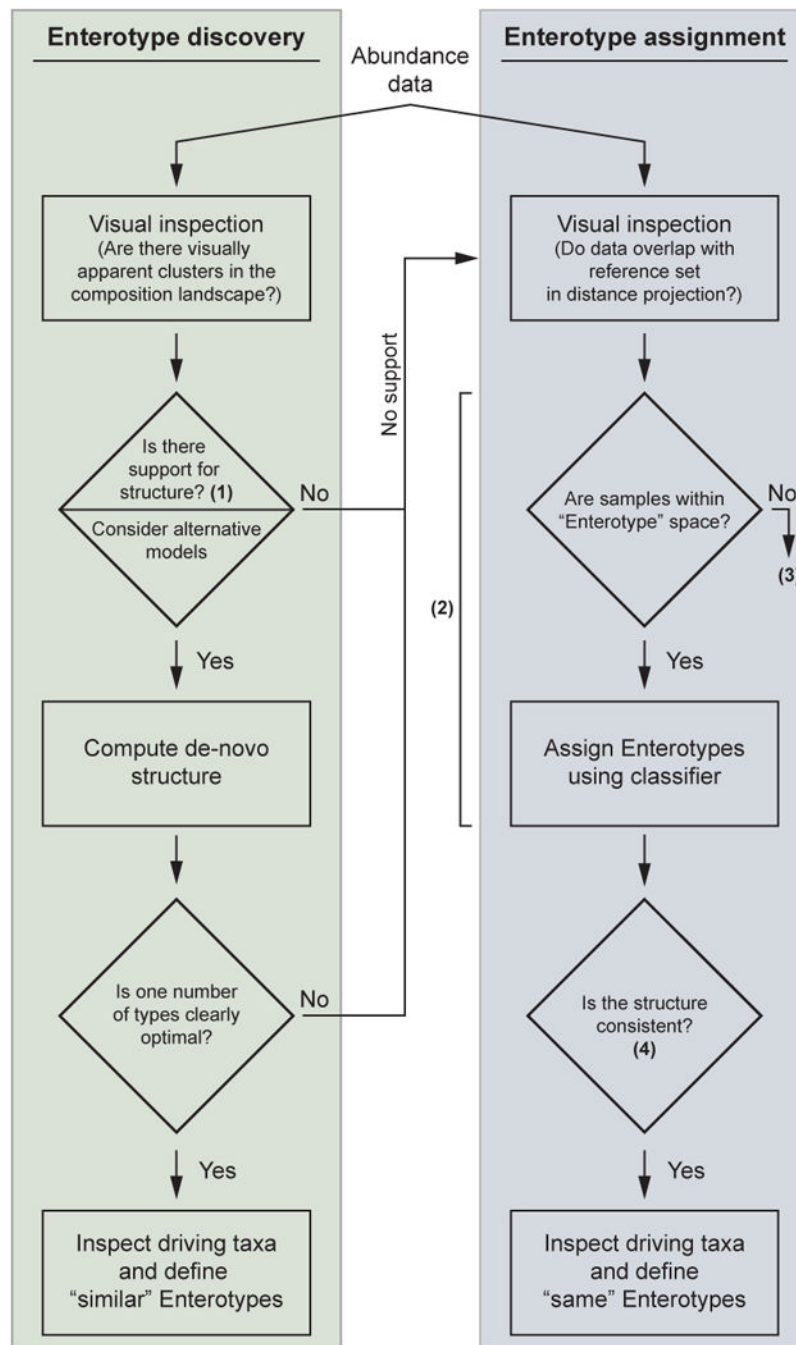 Enterotype discovery
Enterotype assignment
Abundance
data
Visual inspection
(Are there visually
apparent clusters in the
composition landscape?)
Visual inspection
(Do data overlap with
reference set
in distance projection?)
No support
Is there
support for
structure? (1)
Consider alternative
models
No
Are samples within
“Enterotype” space?
No
(3)
(2)
Yes
Yes
Compute de-novo
structure
Assign Enterotypes
using classifier
Is one number
of types clearly
optimal?
No
Is the structure
consistent?
(4)
Yes
Yes
Inspect driving taxa
and define
“similar” Enterotypes
Inspect driving taxa
and define
“same” Enterotypes